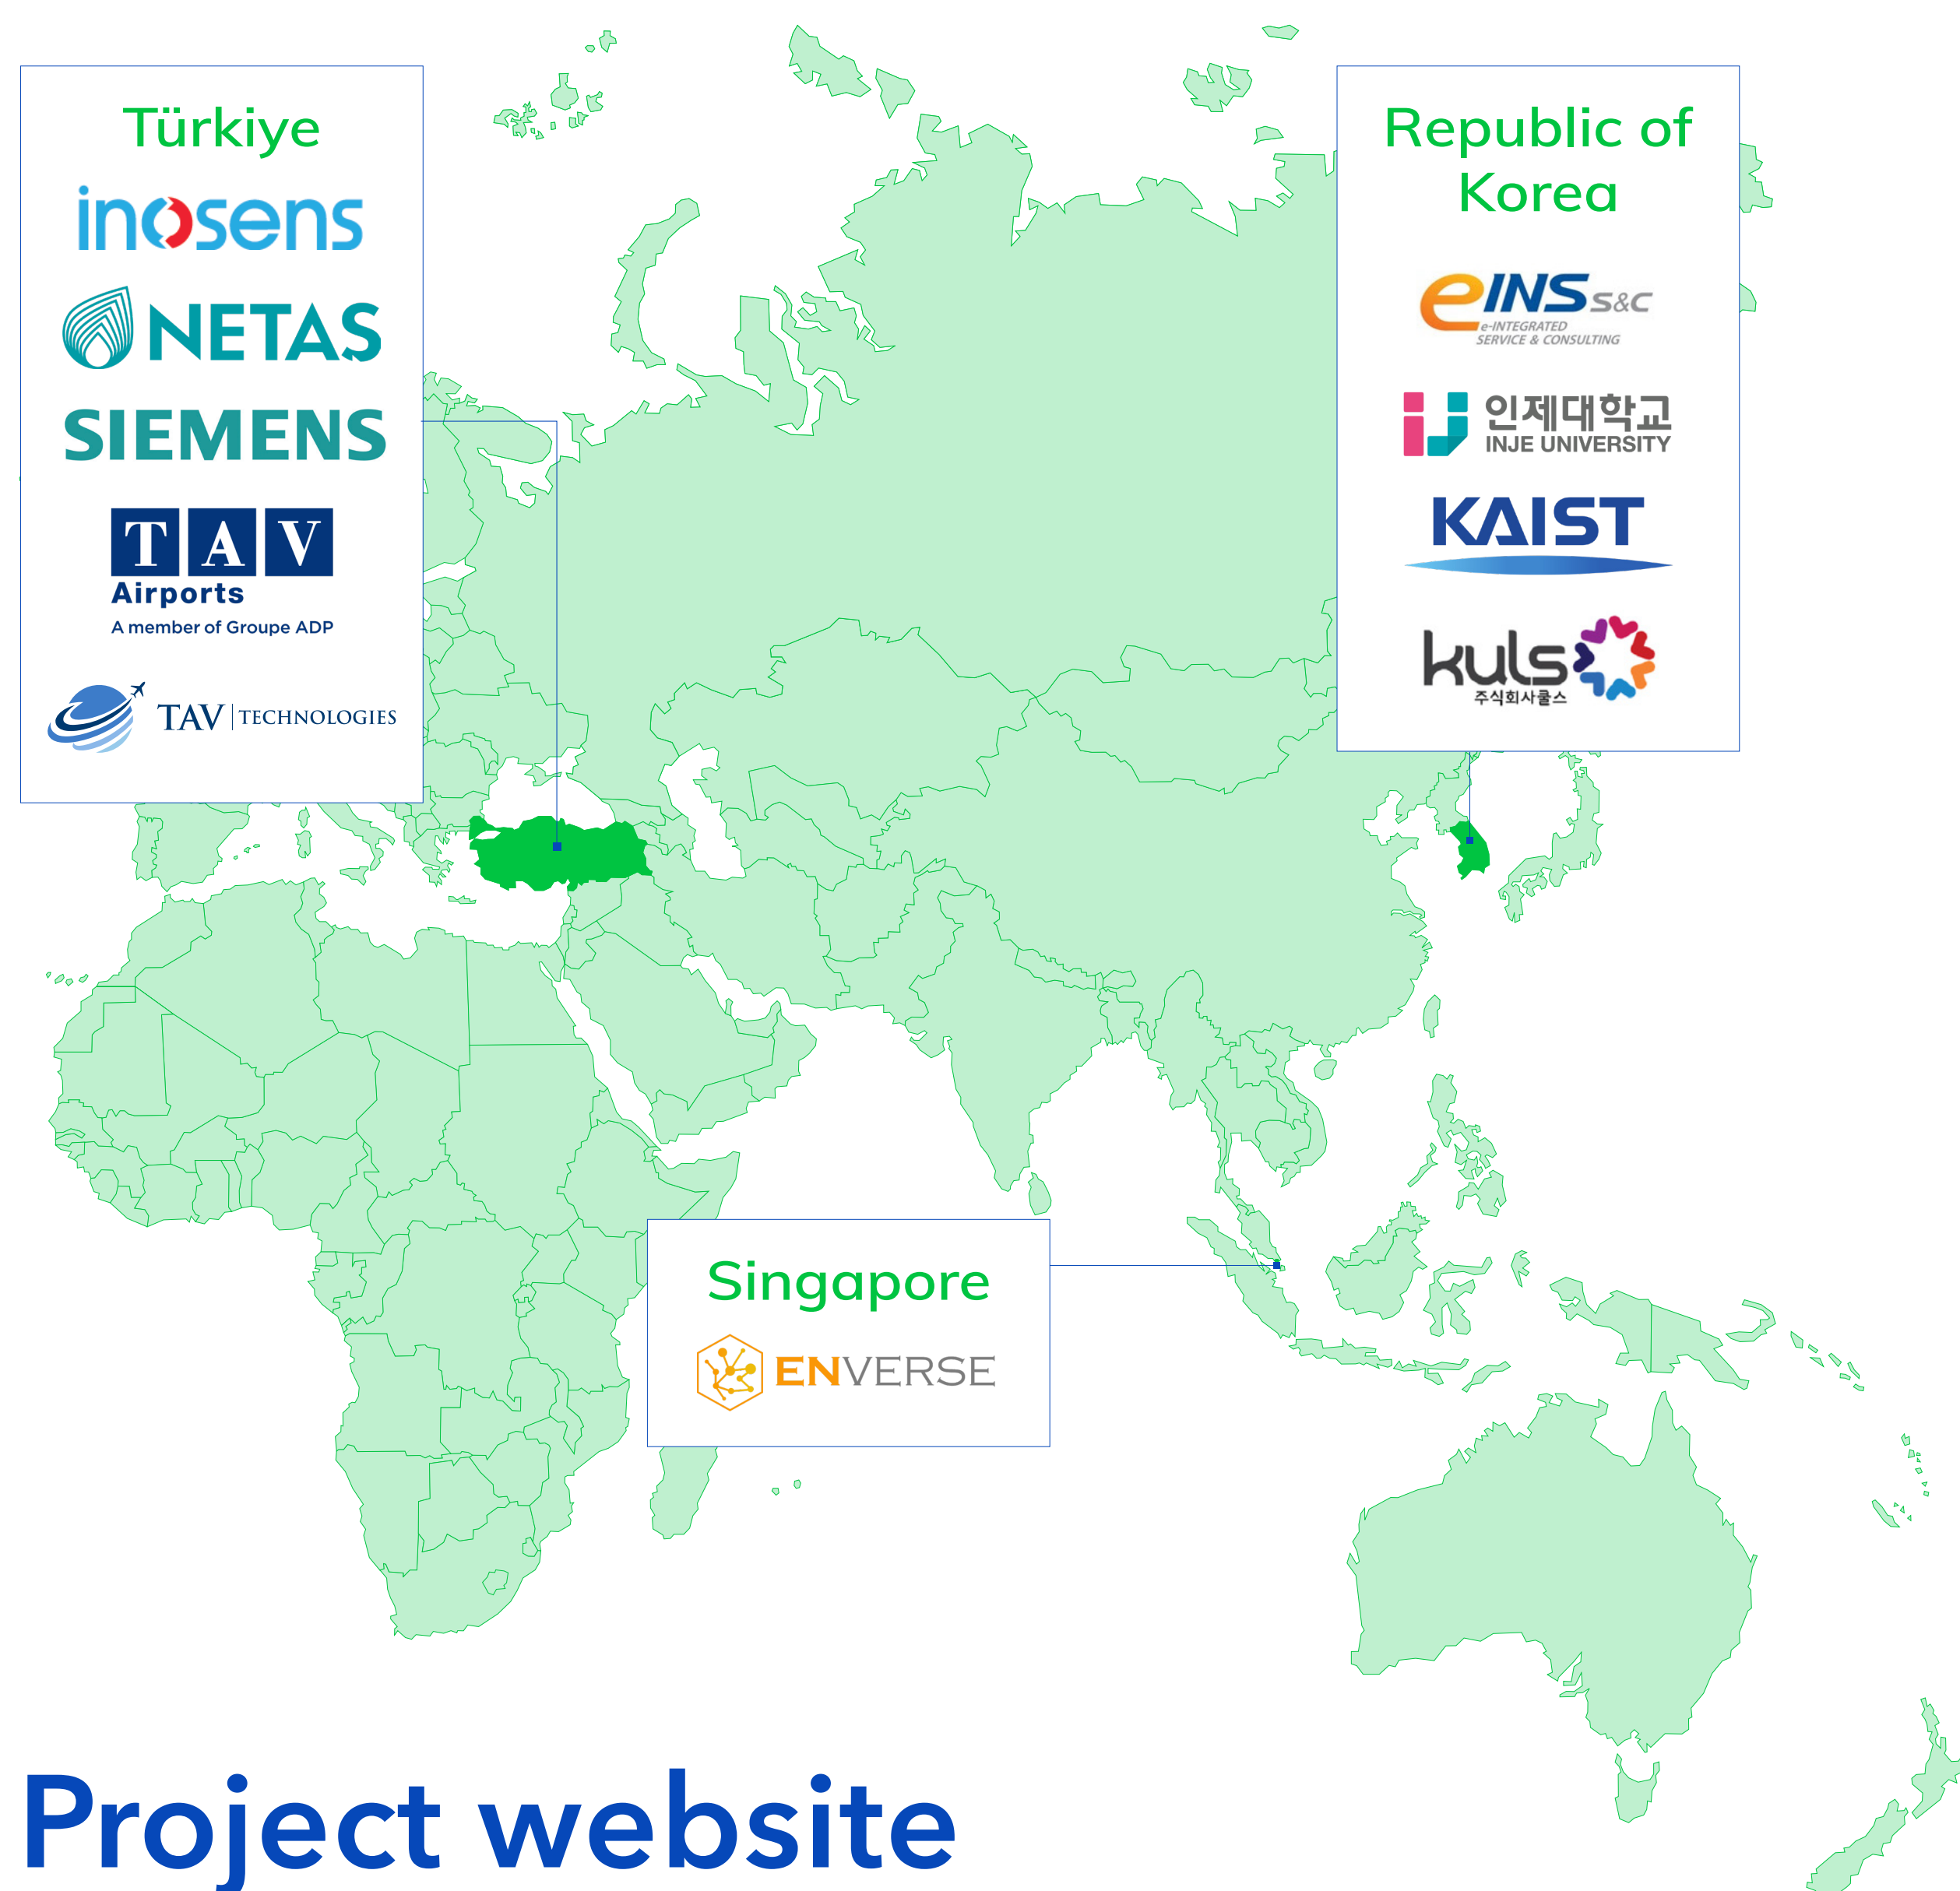 Türkiye
inosens
NETAS
SIEMENS
TAV
Airports
A member of Groupe ADP
TAV TECHNOLOGIES
Republic of
Korea
eINS S&C
e-INTEGRATED
SERVICE & CONSULTING
인제대학교
INJE UNIVERSITY
KAIST
kuls
주식회사쿨스
Singapore
ENVERSE
Project website